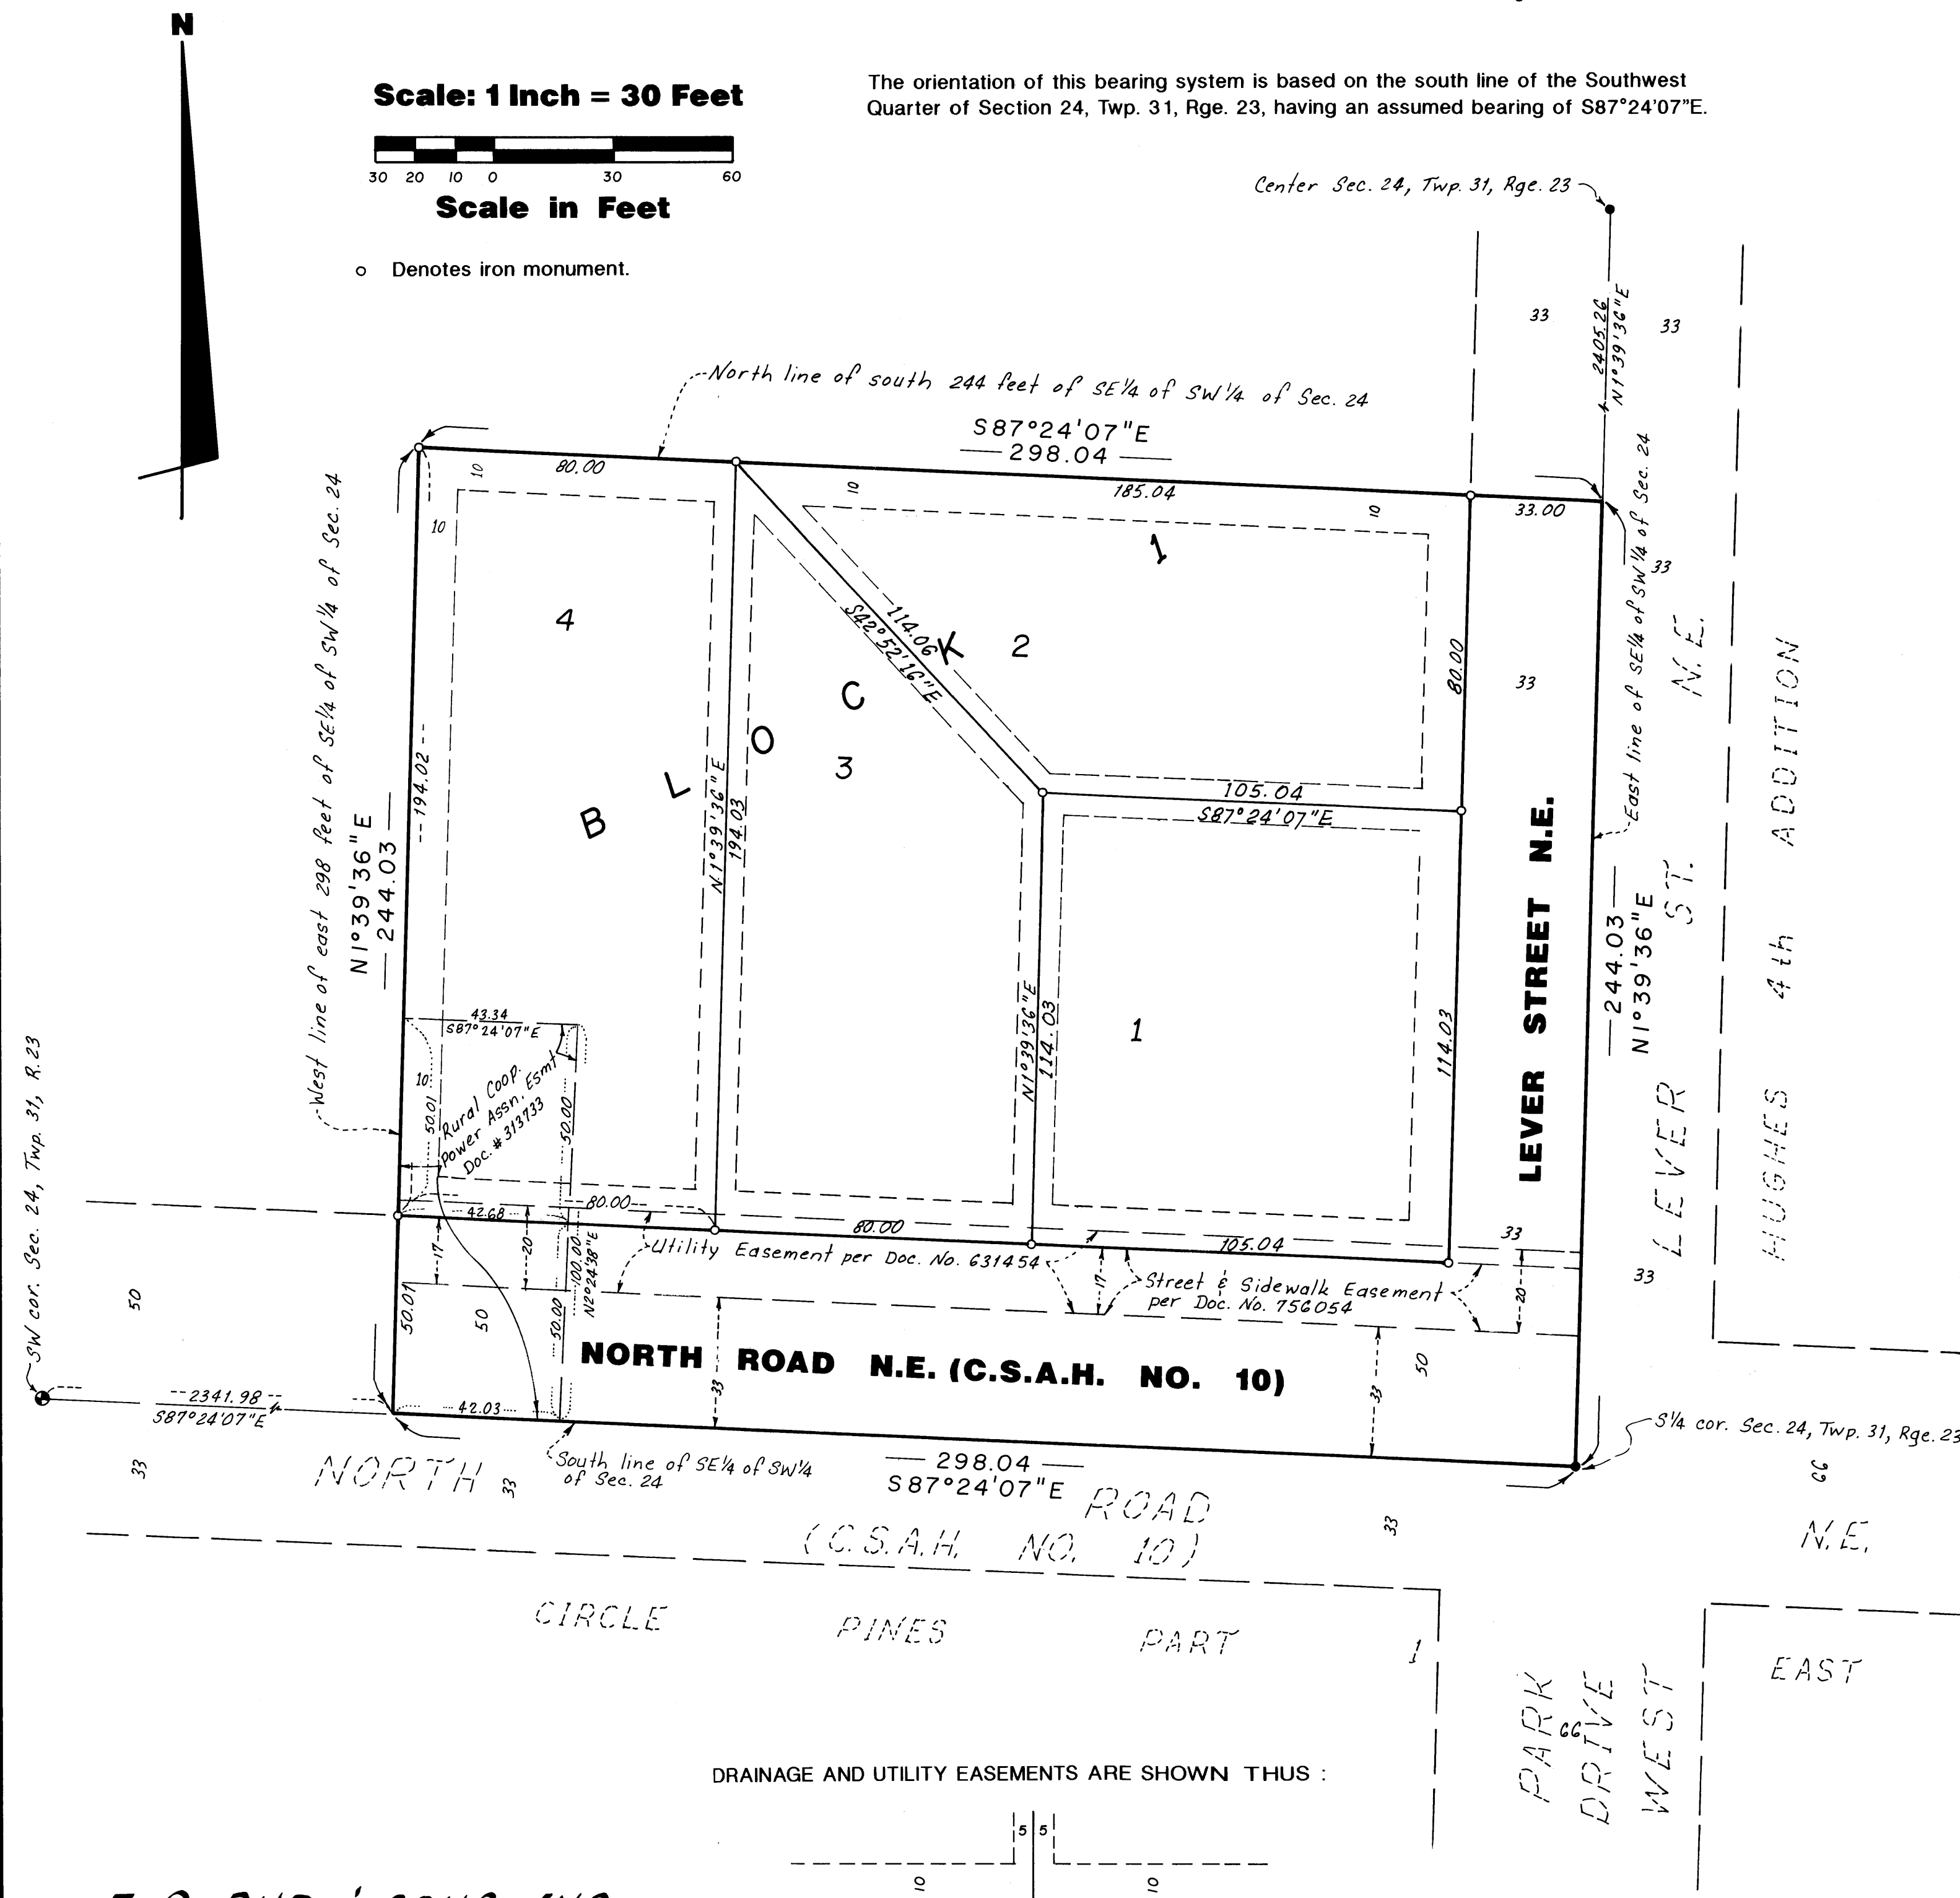 N
Scale: 1 Inch = 30 Feet
30 20 10 0 30 60
Scale in Feet
o Denotes iron monument.
The orientation of this bearing system is based on the south line of the Southwest
Quarter of Section 24, Twp. 31, Rge. 23, having an assumed bearing of S87°24'07"E.
Center Sec. 24, Twp. 31, Rge. 23
33
33
2405.26
N1°39'36"E
North line of south 244 feet of SE1/4 of SW1/4 of Sec. 24
S87°24'07"E
298.04
80.00
185.04
33.00
10
10
10
10
West line of east 298 feet of SE1/4 of SW1/4 of Sec. 24
N1°39'36"E
244.03
194.02
East line of SE1/4 of SW1/4 of Sec. 24
33
33
4
BLOCK 1
2
3
1
114.06
S42°52'16"E
80.00
N1°39'36"E
194.03
105.04
S87°24'07"E
N1°39'36"E
114.03
114.03
LEVER STREET N.E.
244.03
N1°39'36"E
LEVER ST. N.E.
HUGHES 4th ADDITION
43.34
S87°24'07"E
10
50.01
Rural Coop.
Power Assn. Esmt
Doc. # 313733
50.00
SW cor. Sec. 24, Twp. 31, R.23
42.68
80.00
80.00
105.04
33
33
17
20
100.00
N2°24'38"E
Utility Easement per Doc. No. 631454
17
Street & Sidewalk Easement
per Doc. No. 756054
20
50
50.01
50
50.00
NORTH ROAD N.E. (C.S.A.H. NO. 10)
33
33
50
2341.98
S87°24'07"E
42.03
South line of SE1/4 of SW1/4
of Sec. 24
298.04
S87°24'07"E
S1/4 cor. Sec. 24, Twp. 31, Rge. 23
33
33
33
66
NORTH ROAD N.E.
(C.S.A.H. NO. 10)
CIRCLE PINES PART 1
EAST
PARK
DRIVE
WEST
66
DRAINAGE AND UTILITY EASEMENTS ARE SHOWN THUS :
5 5
10
10